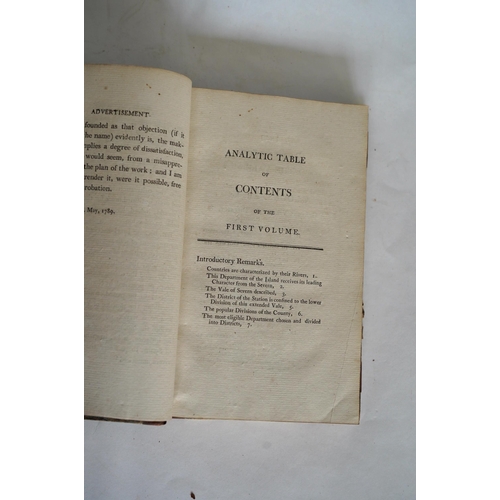 ADVERTISEMENT.
founded as that objection (if it
he name) evidently is, the mak-
plies a degree of dissatisfaction,
would seem, from a misappre-
the plan of the work; and I am
render it, were it possible, free
robation.
May, 1789.
ANALYTIC TABLE
OF
CONTENTS
OF THE
FIRST VOLUME.
Introductory Remarks.
Countries are characterized by their Rivers, 1.
This Department of the Island receives its leading
Character from the Severn, 2.
The Vale of Severn described, 3.
The District of the Station is confined to the lower
Division of this extended Vale, 5.
The popular Divisions of the County, 6.
The most eligible Department chosen and divided
into Districts, 7.